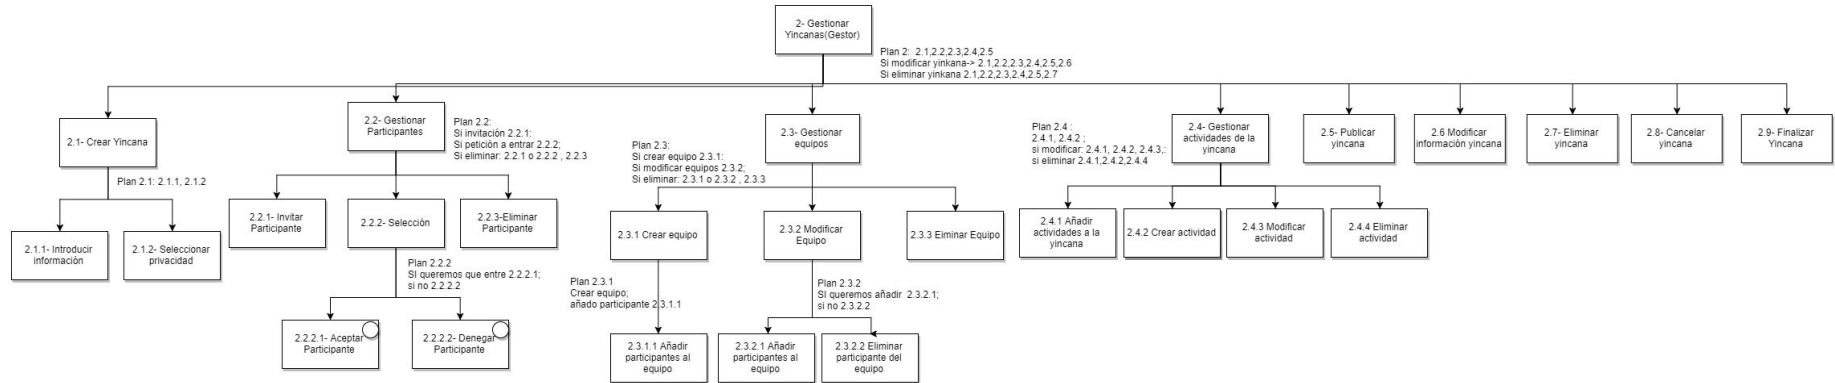 2- Gestionar
Yincanas(Gestor)
Plan 2:  2.1,2.2,2.3,2.4,2.5
Si modificar yinkana-> 2.1,2.2,2.3,2.4,2.5,2.6
Si eliminar yinkana 2.1,2.2,2.3,2.4,2.5,2.7
2.1- Crear Yincana
Plan 2.1: 2.1.1, 2.1.2
2.1.1- Introducir
información
2.1.2- Seleccionar
privacidad
2.2- Gestionar
Participantes
Plan 2.2:
Si invitación 2.2.1:
Si petición a entrar 2.2.2;
Si eliminar: 2.2.1 o 2.2.2 , 2.2.3
2.2.1- Invitar
Participante
2.2.2- Selección
2.2.3-Eliminar
Participante
Plan 2.2.2
SI queremos que entre 2.2.2.1;
si no 2.2.2.2
2.2.2.1- Aceptar
Participante
2.2.2.2- Denegar
Participante
2.3- Gestionar
equipos
Plan 2.3:
Si crear equipo 2.3.1:
Si modificar equipos 2.3.2;
Si eliminar: 2.3.1 o 2.3.2 , 2.3.3
2.3.1 Crear equipo
2.3.2 Modificar
Equipo
2.3.3 Eiminar Equipo
Plan 2.3.1
Crear equipo;
añado participante 2.3.1.1
Plan 2.3.2
SI queremos añadir  2.3.2.1;
si no 2.3.2.2
2.3.1.1 Añadir
participantes al
equipo
2.3.2.1 Añadir
participantes al
equipo
2.3.2.2 Eliminar
participante del
equipo
2.4- Gestionar
actividades de la
yincana
Plan 2.4 :
2.4.1, 2.4.2 ;
si modificar: 2.4.1, 2.4.2, 2.4.3,:
si eliminar 2.4.1,2.4.2,2.4.4
2.4.1 Añadir
actividades a la
yincana
2.4.2 Crear actividad
2.4.3 Modificar
actividad
2.4.4 Eliminar
actividad
2.5- Publicar
yincana
2.6 Modificar
información yincana
2.7- Eliminar
yincana
2.8- Cancelar
yincana
2.9- Finalizar
Yincana